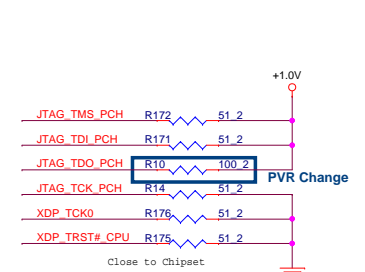 +1.0V
JTAG_TMS_PCH R172 51_2
JTAG_TDI_PCH R171 51_2
JTAG_TDO_PCH R10 100_2
PVR Change
JTAG_TCK_PCH R14 51_2
XDP_TCK0 R176 51_2
XDP_TRST#_CPU R175 51_2
Close to Chipset